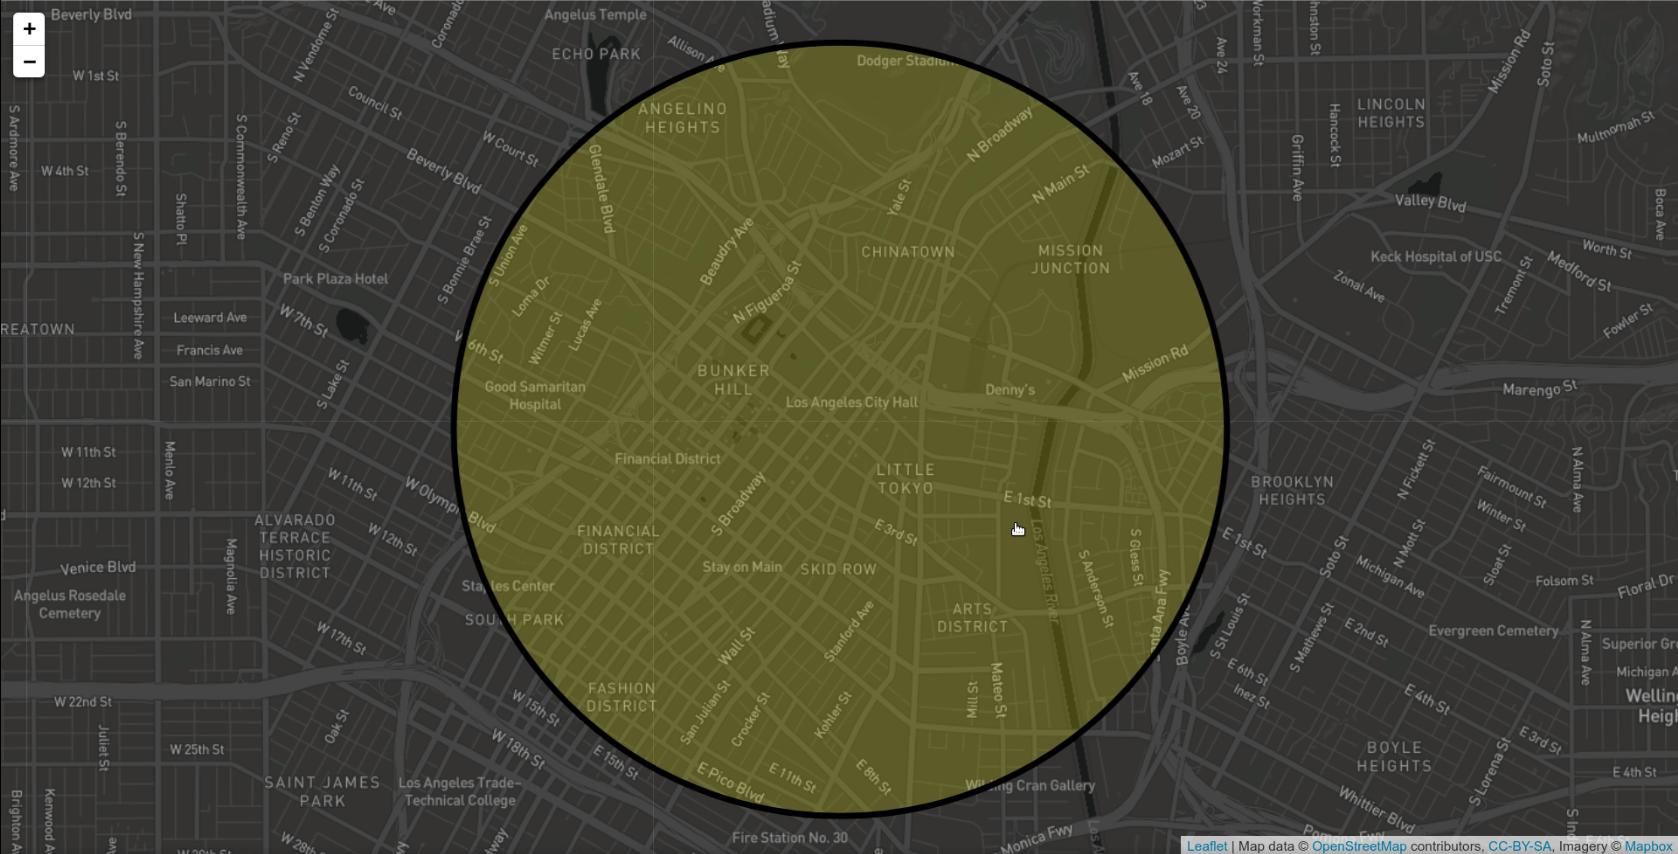 +
−
Beverly Blvd
W 1st St
N Vendome St
Angelus Temple
ECHO PARK
Allison Ave
Dodger Stadium
Ave 18
Ave 20
Ave 24
Mission Rd
Soto St
LINCOLN
HEIGHTS
Hancock St
Griffin Ave
Multnomah St
ANGELINO
HEIGHTS
Council St
S Ardmore Ave
S Berendo St
S Commonwealth Ave
S Reno St
W Court St
Beverly Blvd
W 4th St
Glendale Blvd
N Broadway
Mozart St
Yale St
N Main St
Valley Blvd
Boca Ave
S Benton Way
S Coronado St
Shatto Pl
S New Hampshire Ave
Park Plaza Hotel
S Bonnie Brae St
S Union Ave
Beaudry Ave
N Figueroa St
CHINATOWN
MISSION
JUNCTION
Keck Hospital of USC
Worth St
Medford St
Zonal Ave
Tremont St
Fowler St
REATOWN
Leeward Ave
Francis Ave
San Marino St
W 7th St
S Lake St
W 6th St
Loma Dr
Witmer St
Lucas Ave
Good Samaritan
Hospital
BUNKER
HILL
Los Angeles City Hall
Denny's
Mission Rd
Marengo St
W 11th St
W 12th St
Menlo Ave
W 11th St
W Olympic Blvd
W 12th St
Financial District
LITTLE
TOKYO
E 1st St
BROOKLYN
HEIGHTS
N Fickett St
Fairmount St
Winter St
N Alma Ave
ALVARADO
TERRACE
HISTORIC
DISTRICT
Magnolia Ave
Venice Blvd
Angelus Rosedale
Cemetery
FINANCIAL
DISTRICT
S Broadway
E 3rd St
Stay on Main
SKID ROW
Los Angeles River
S Anderson St
S Gless St
E 1st St
Soto St
N Mott St
Sloat St
Michigan Ave
Folsom St
Floral Dr
Staples Center
SOUTH PARK
W 17th St
ARTS
DISTRICT
Wall St
Stanford Ave
Santa Ana Fwy
Boyle Ave
S St Louis St
S Mathews St
E 2nd St
Evergreen Cemetery
N Alma Ave
Superior Gr
Michigan A
Welling
Heigh
W 22nd St
Juliet St
W 25th St
Oak St
W 15th St
W 18th St
FASHION
DISTRICT
San Julian St
Crocker St
Kohler St
Mill St
Mateo St
E 6th St
Inez St
E 4th St
E 3rd St
E 4th St
BOYLE
HEIGHTS
S Lorena St
SAINT JAMES
PARK
Los Angeles Trade–
Technical College
E 15th St
E Pico Blvd
E 11th St
E 8th St
Wilding Cran Gallery
Whittier Blvd
Fire Station No. 30
Monica Fwy
W 28th St
Leaflet | Map data © OpenStreetMap contributors, CC-BY-SA, Imagery © Mapbox